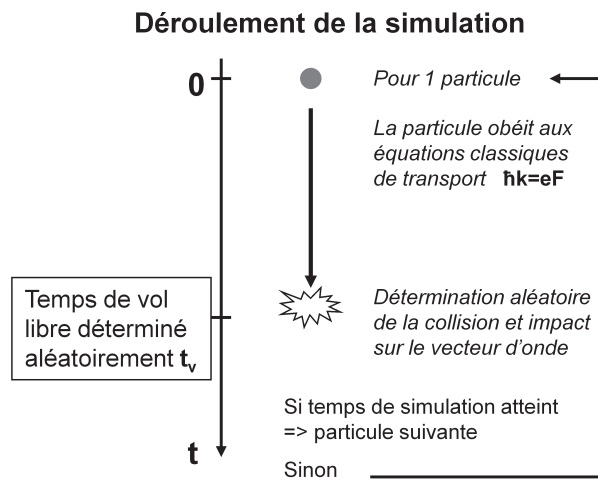 Déroulement de la simulation
0
Pour 1 particule
La particule obéit aux
équations classiques
de transport ħk=eF
Temps de vol
libre déterminé
aléatoirement tv
Détermination aléatoire
de la collision et impact
sur le vecteur d'onde
Si temps de simulation atteint
=> particule suivante
t
Sinon